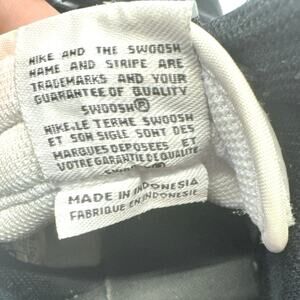 NIKE AND THE SWOOSH
NAME AND STRIPE ARE
TRADEMARKS AND YOUR
GUARANTEE OF QUALITY
SWOOSH®
NIKE, LE TERME SWOOSH
ET SON SIGLE SONT DES
MARQUES DEPOSEES ET
VOTRE GARANTIE DE QUALITE
MADE IN INDONESIA
FABRIQUE EN INDONESIE